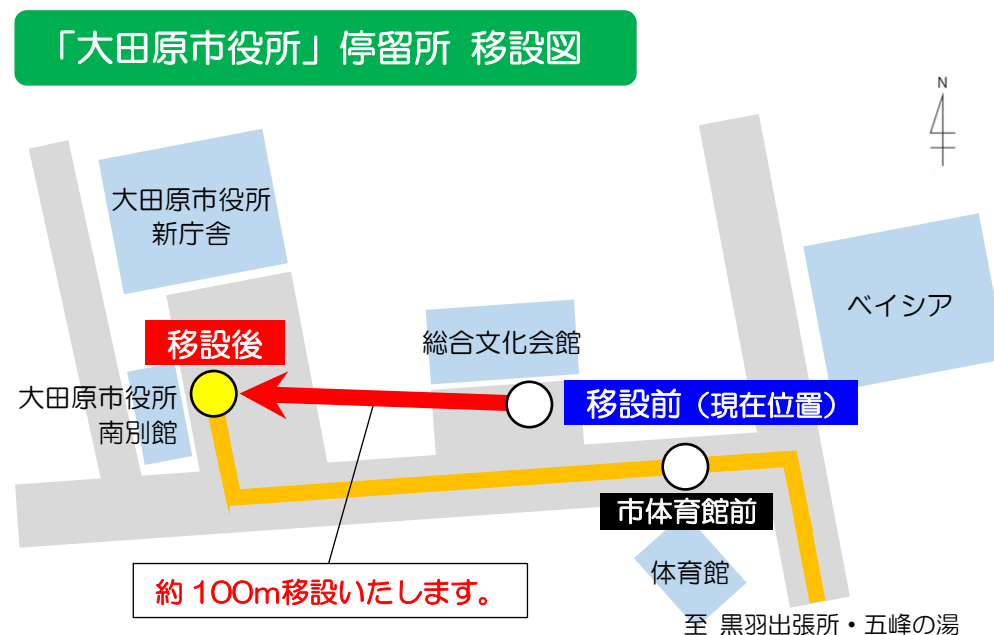 「大田原市役所」停留所 移設図
N
大田原市役所
新庁舎
ベイシア
移設後
総合文化会館
大田原市役所
南別館
移設前（現在位置）
市体育館前
体育館
約100m移設いたします。
至 黒羽出張所・五峰の湯